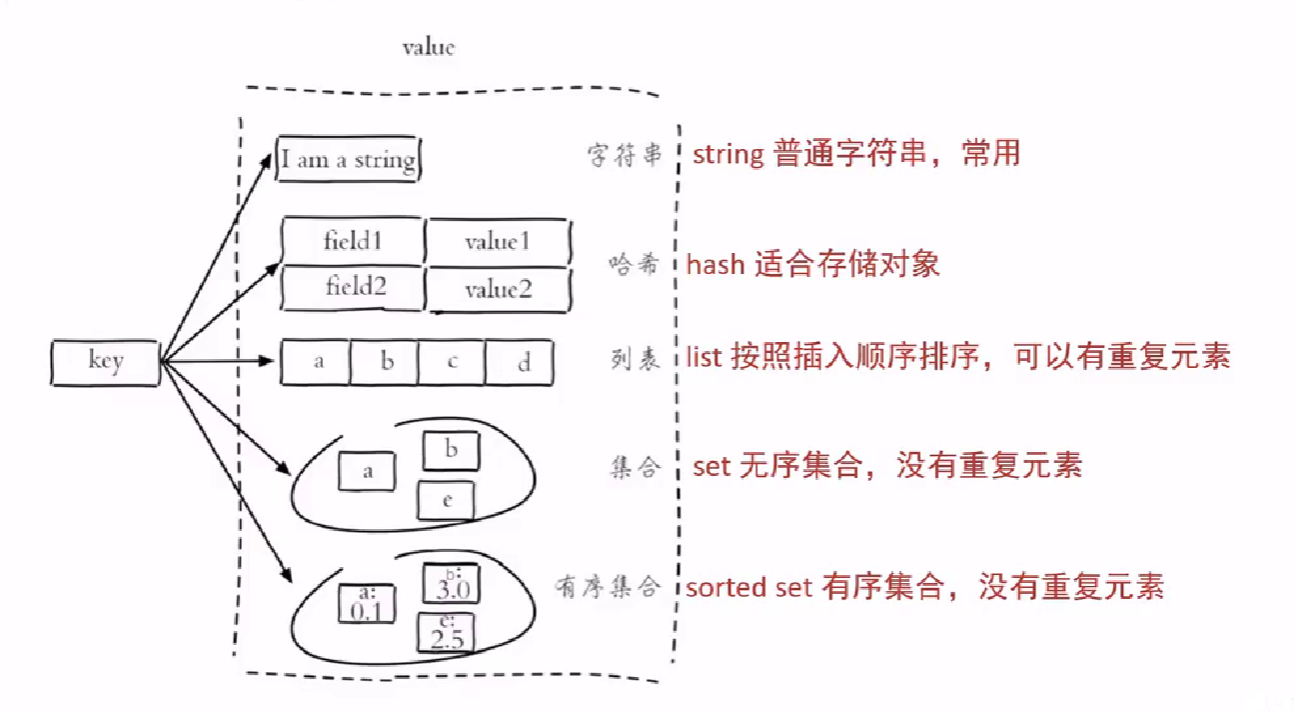 value
I am a string
字符串
string 普通字符串，常用
field1 value1
field2 value2
哈希
hash 适合存储对象
key
a b c d
列表
list 按照插入顺序排序，可以有重复元素
a
b
e
集合
set 无序集合，没有重复元素
a:
0.1
b:
3.0
e:
2.5
有序集合
sorted set 有序集合，没有重复元素